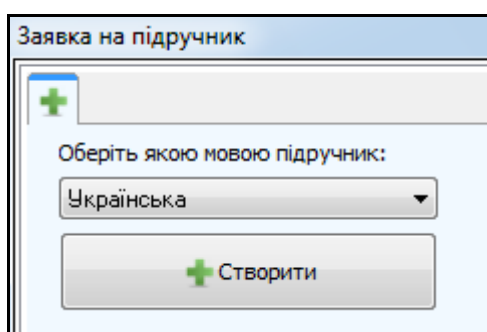 Заявка на підручник
Оберіть якою мовою підручник:
Українська
Створити